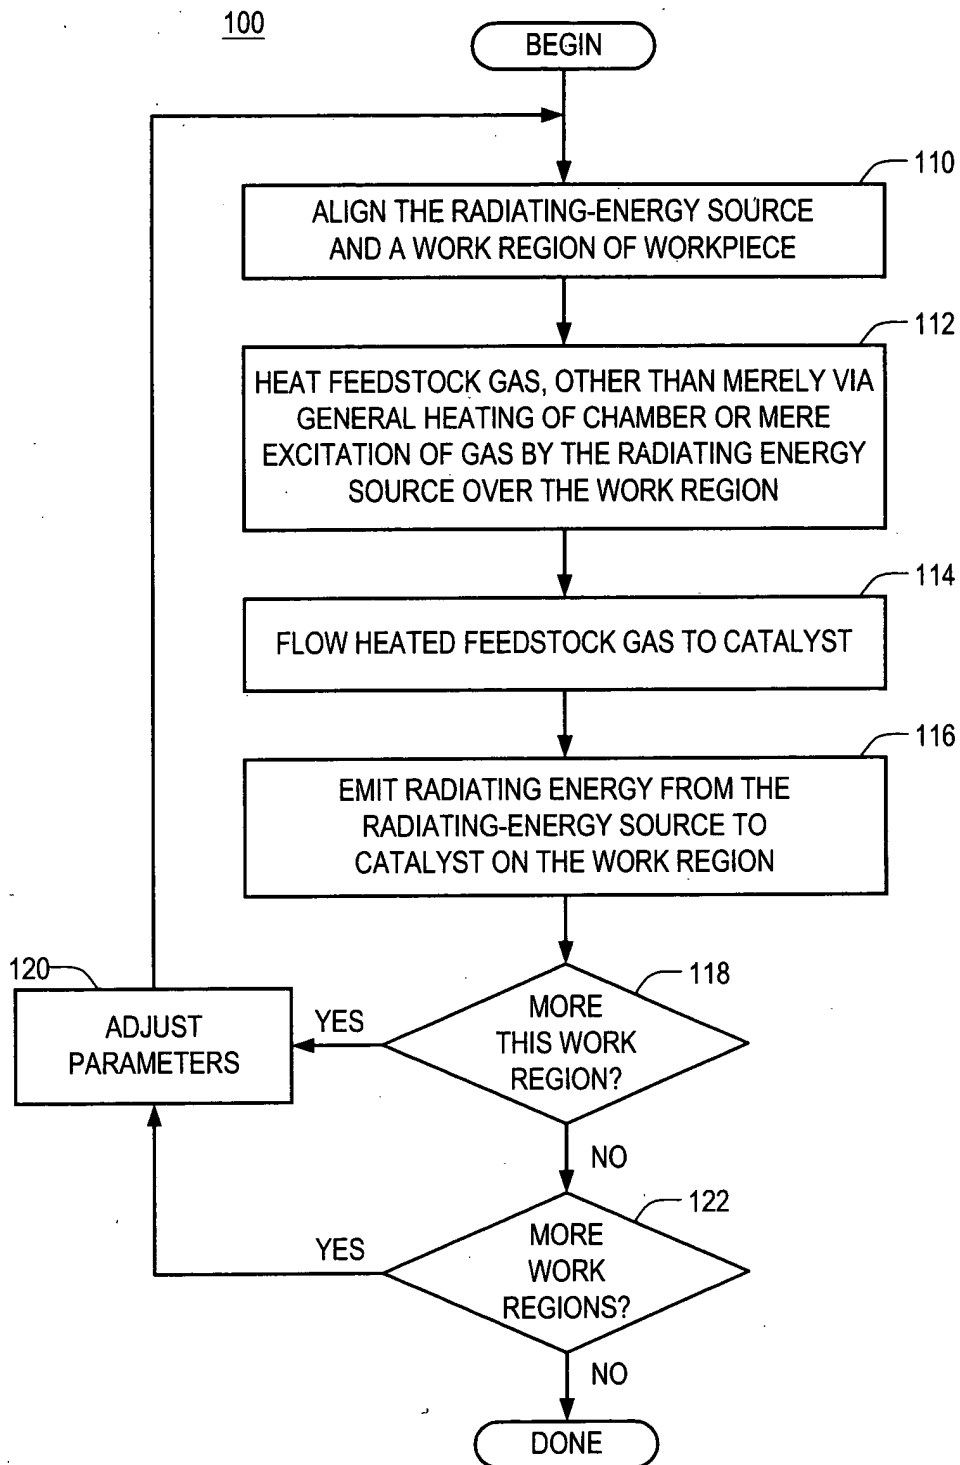 100
BEGIN
110
ALIGN THE RADIATING-ENERGY SOURCE
AND A WORK REGION OF WORKPIECE
112
HEAT FEEDSTOCK GAS, OTHER THAN MERELY VIA
GENERAL HEATING OF CHAMBER OR MERE
EXCITATION OF GAS BY THE RADIATING ENERGY
SOURCE OVER THE WORK REGION
114
FLOW HEATED FEEDSTOCK GAS TO CATALYST
116
EMIT RADIATING ENERGY FROM THE
RADIATING-ENERGY SOURCE TO
CATALYST ON THE WORK REGION
118
MORE
THIS WORK
REGION?
YES
120
ADJUST
PARAMETERS
NO
122
MORE
WORK
REGIONS?
YES
NO
DONE